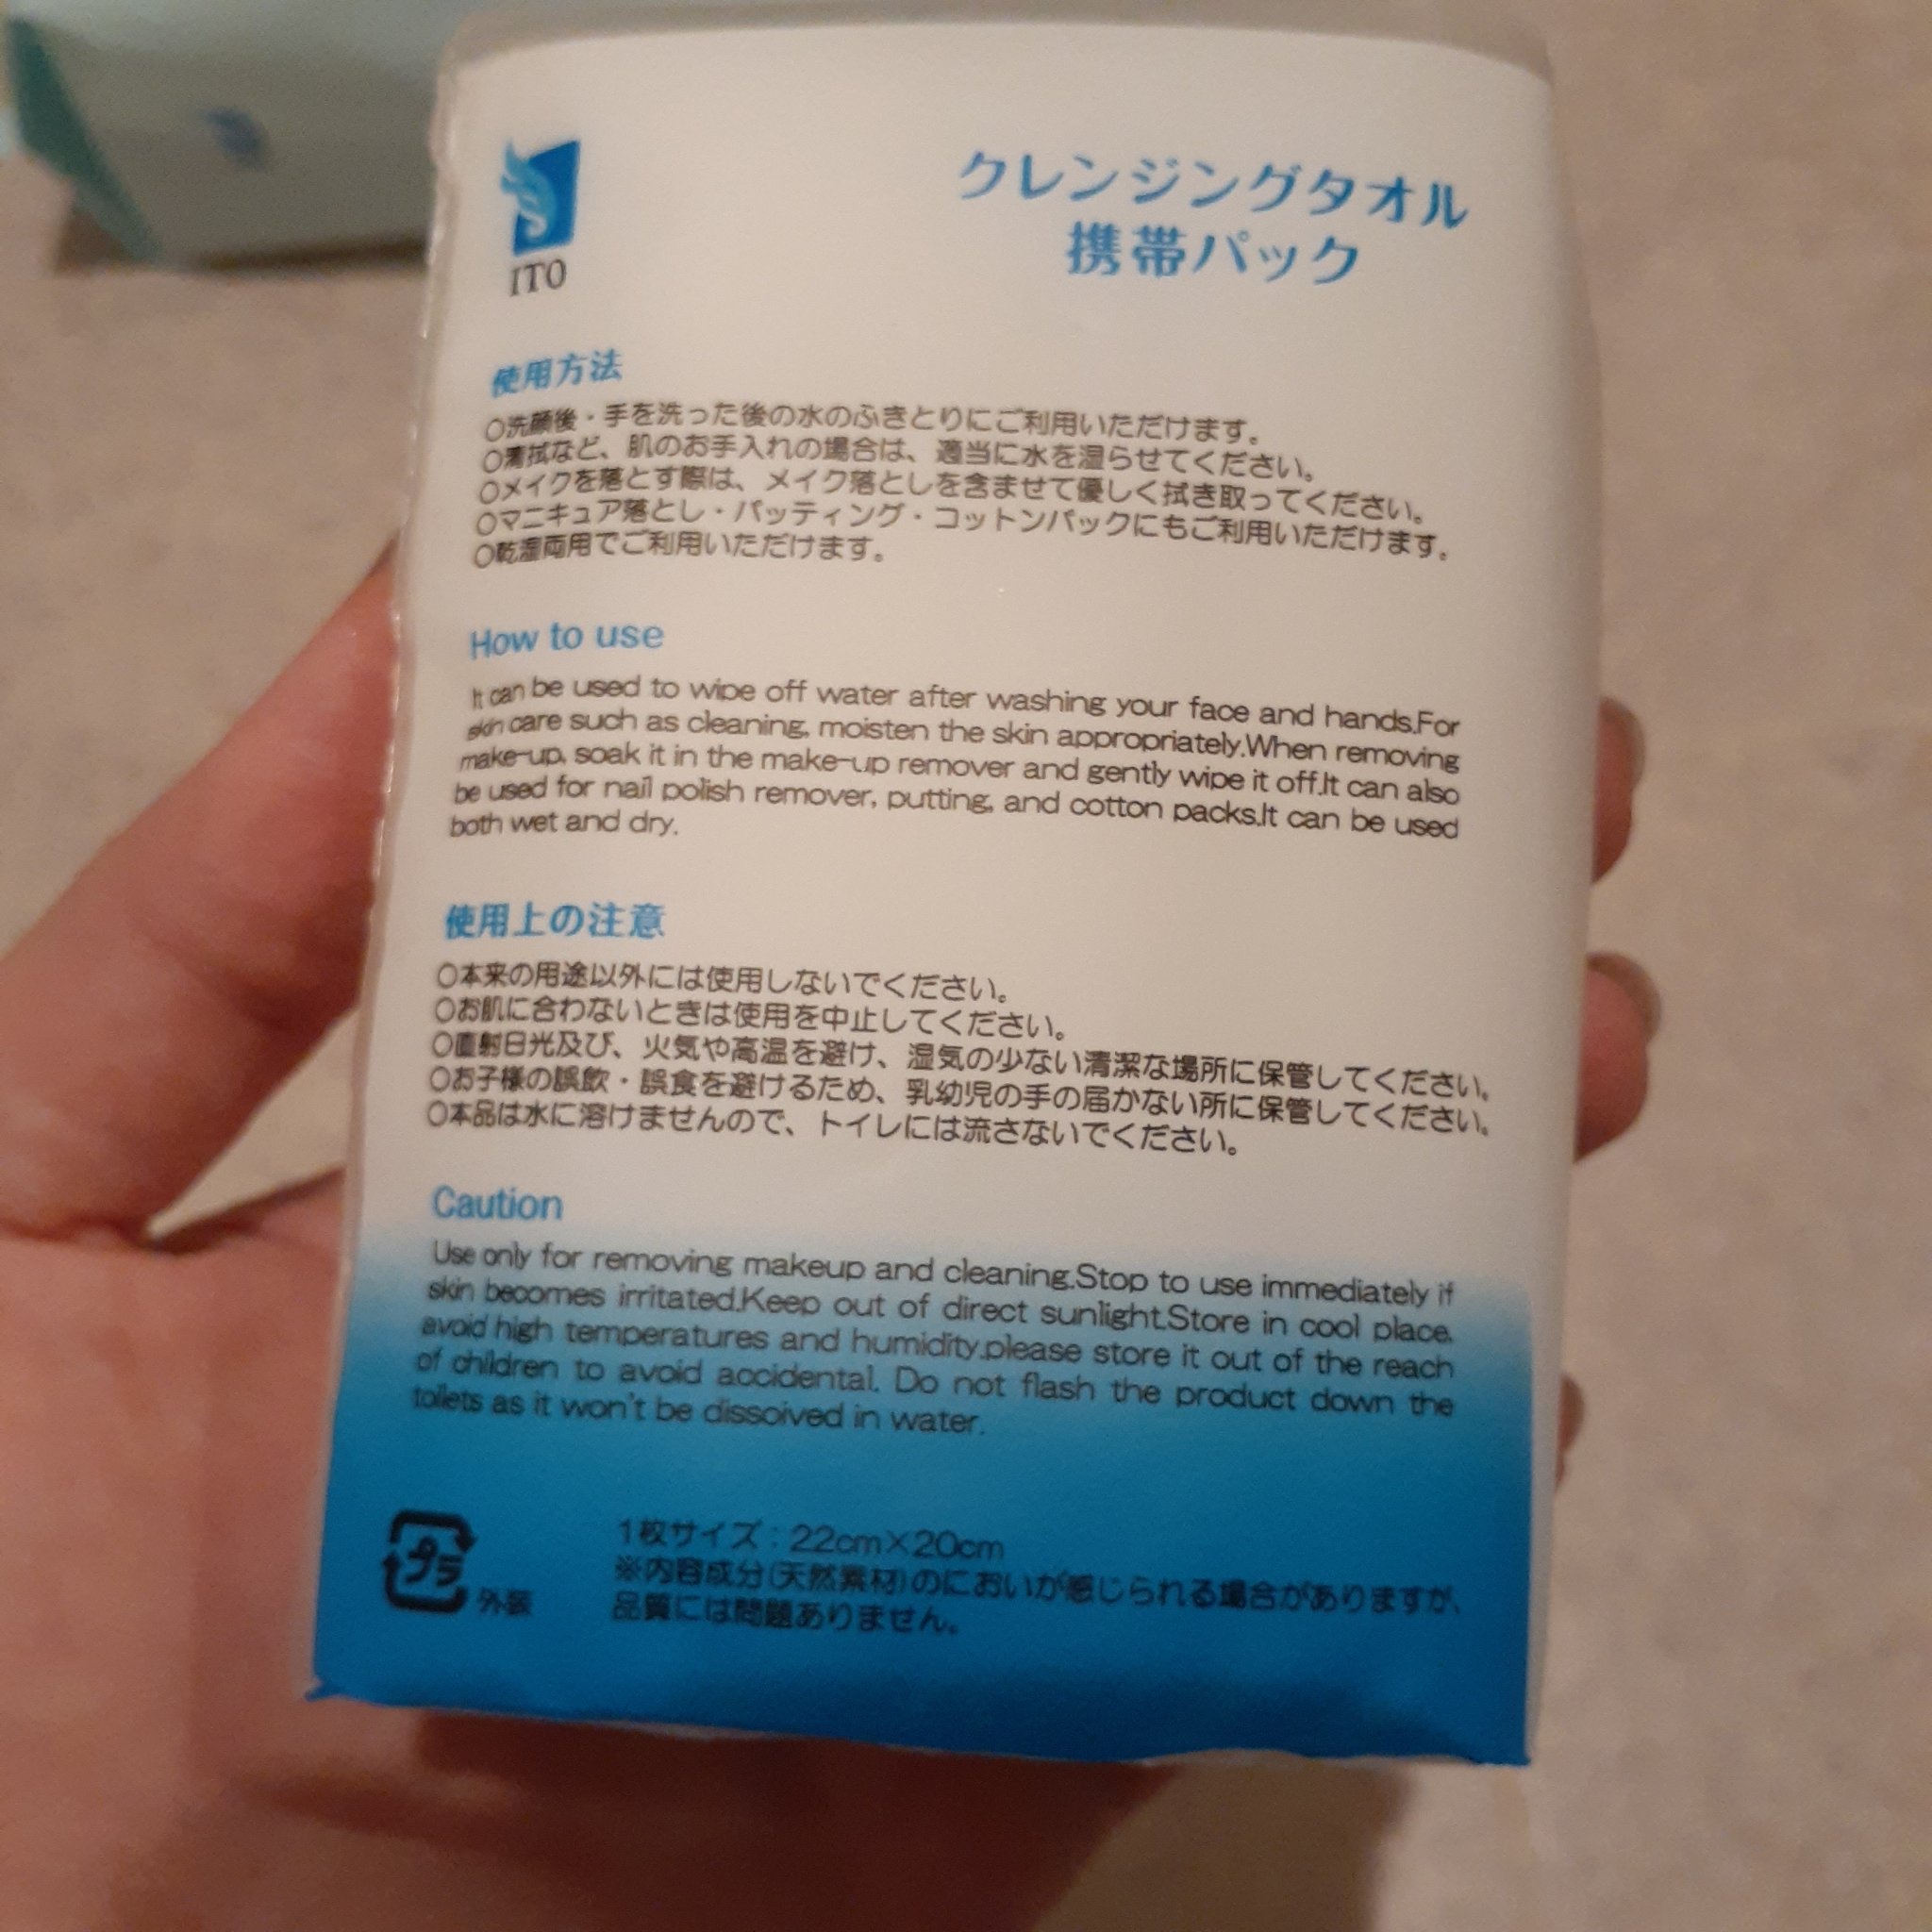 ITO
クレンジングタオル
携帯パック
使用方法
○洗顔後・手を洗った後の水のふきとりにご利用いただけます。
○清拭など、肌のお手入れの場合は、適当に水を湿らせてください。
○メイクを落とす際は、メイク落としを含ませて優しく拭き取ってください。
○マニキュア落とし・パッティング・コットンパックにもご利用いただけます。
○乾湿両用でご利用いただけます。
How to use
It can be used to wipe off water after washing your face and hands.For
skin care such as cleaning, moisten the skin appropriately.When removing
make-up, soak it in the make-up remover and gently wipe it off.It can also
be used for nail polish remover, putting, and cotton packs.It can be used
both wet and dry.
使用上の注意
○本来の用途以外には使用しないでください。
○お肌に合わないときは使用を中止してください。
○直射日光及び、火気や高温を避け、湿気の少ない清潔な場所に保管してください。
○お子様の誤飲・誤食を避けるため、乳幼児の手の届かない所に保管してください。
○本品は水に溶けませんので、トイレには流さないでください。
Caution
Use only for removing makeup and cleaning.Stop to use immediately if
skin becomes irritated.Keep out of direct sunlight.Store in cool place,
avoid high temperatures and humidity.please store it out of the reach
of children to avoid accidental. Do not flash the product down the
toilets as it won't be dissoived in water.
プラ
外装
1枚サイズ：22cm×20cm
※内容成分(天然素材)のにおいが感じられる場合がありますが、
品質には問題ありません。